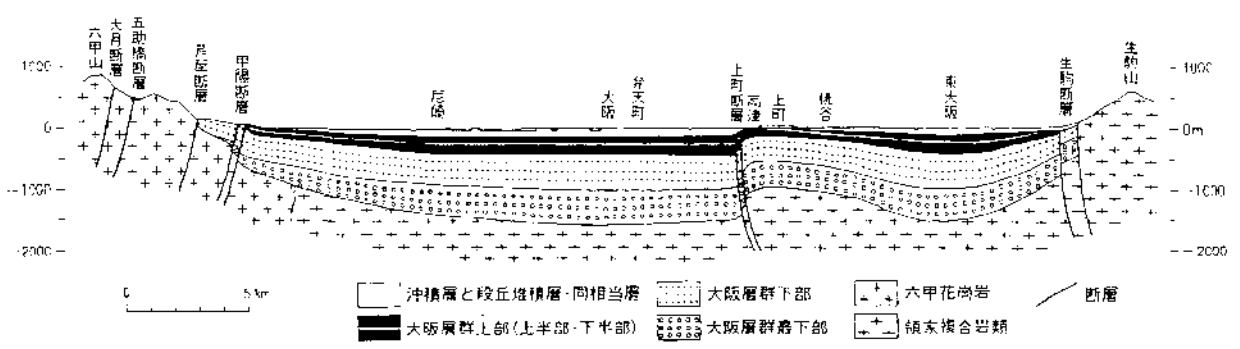 六甲山
大月断層
五助橋断層
芦屋断層
甲陽断層
尼崎
大阪
弁天町
上町断層
高津
上町
桃谷
東大阪
生駒断層
生駒山
1000
0
-1000
-2000
1000
0m
-1000
-2000
0 5km
沖積層と段丘堆積層・同相当層
大阪層群下部
六甲花崗岩
断層
大阪層群上部(上半部・下半部)
大阪層群最下部
領家複合岩類